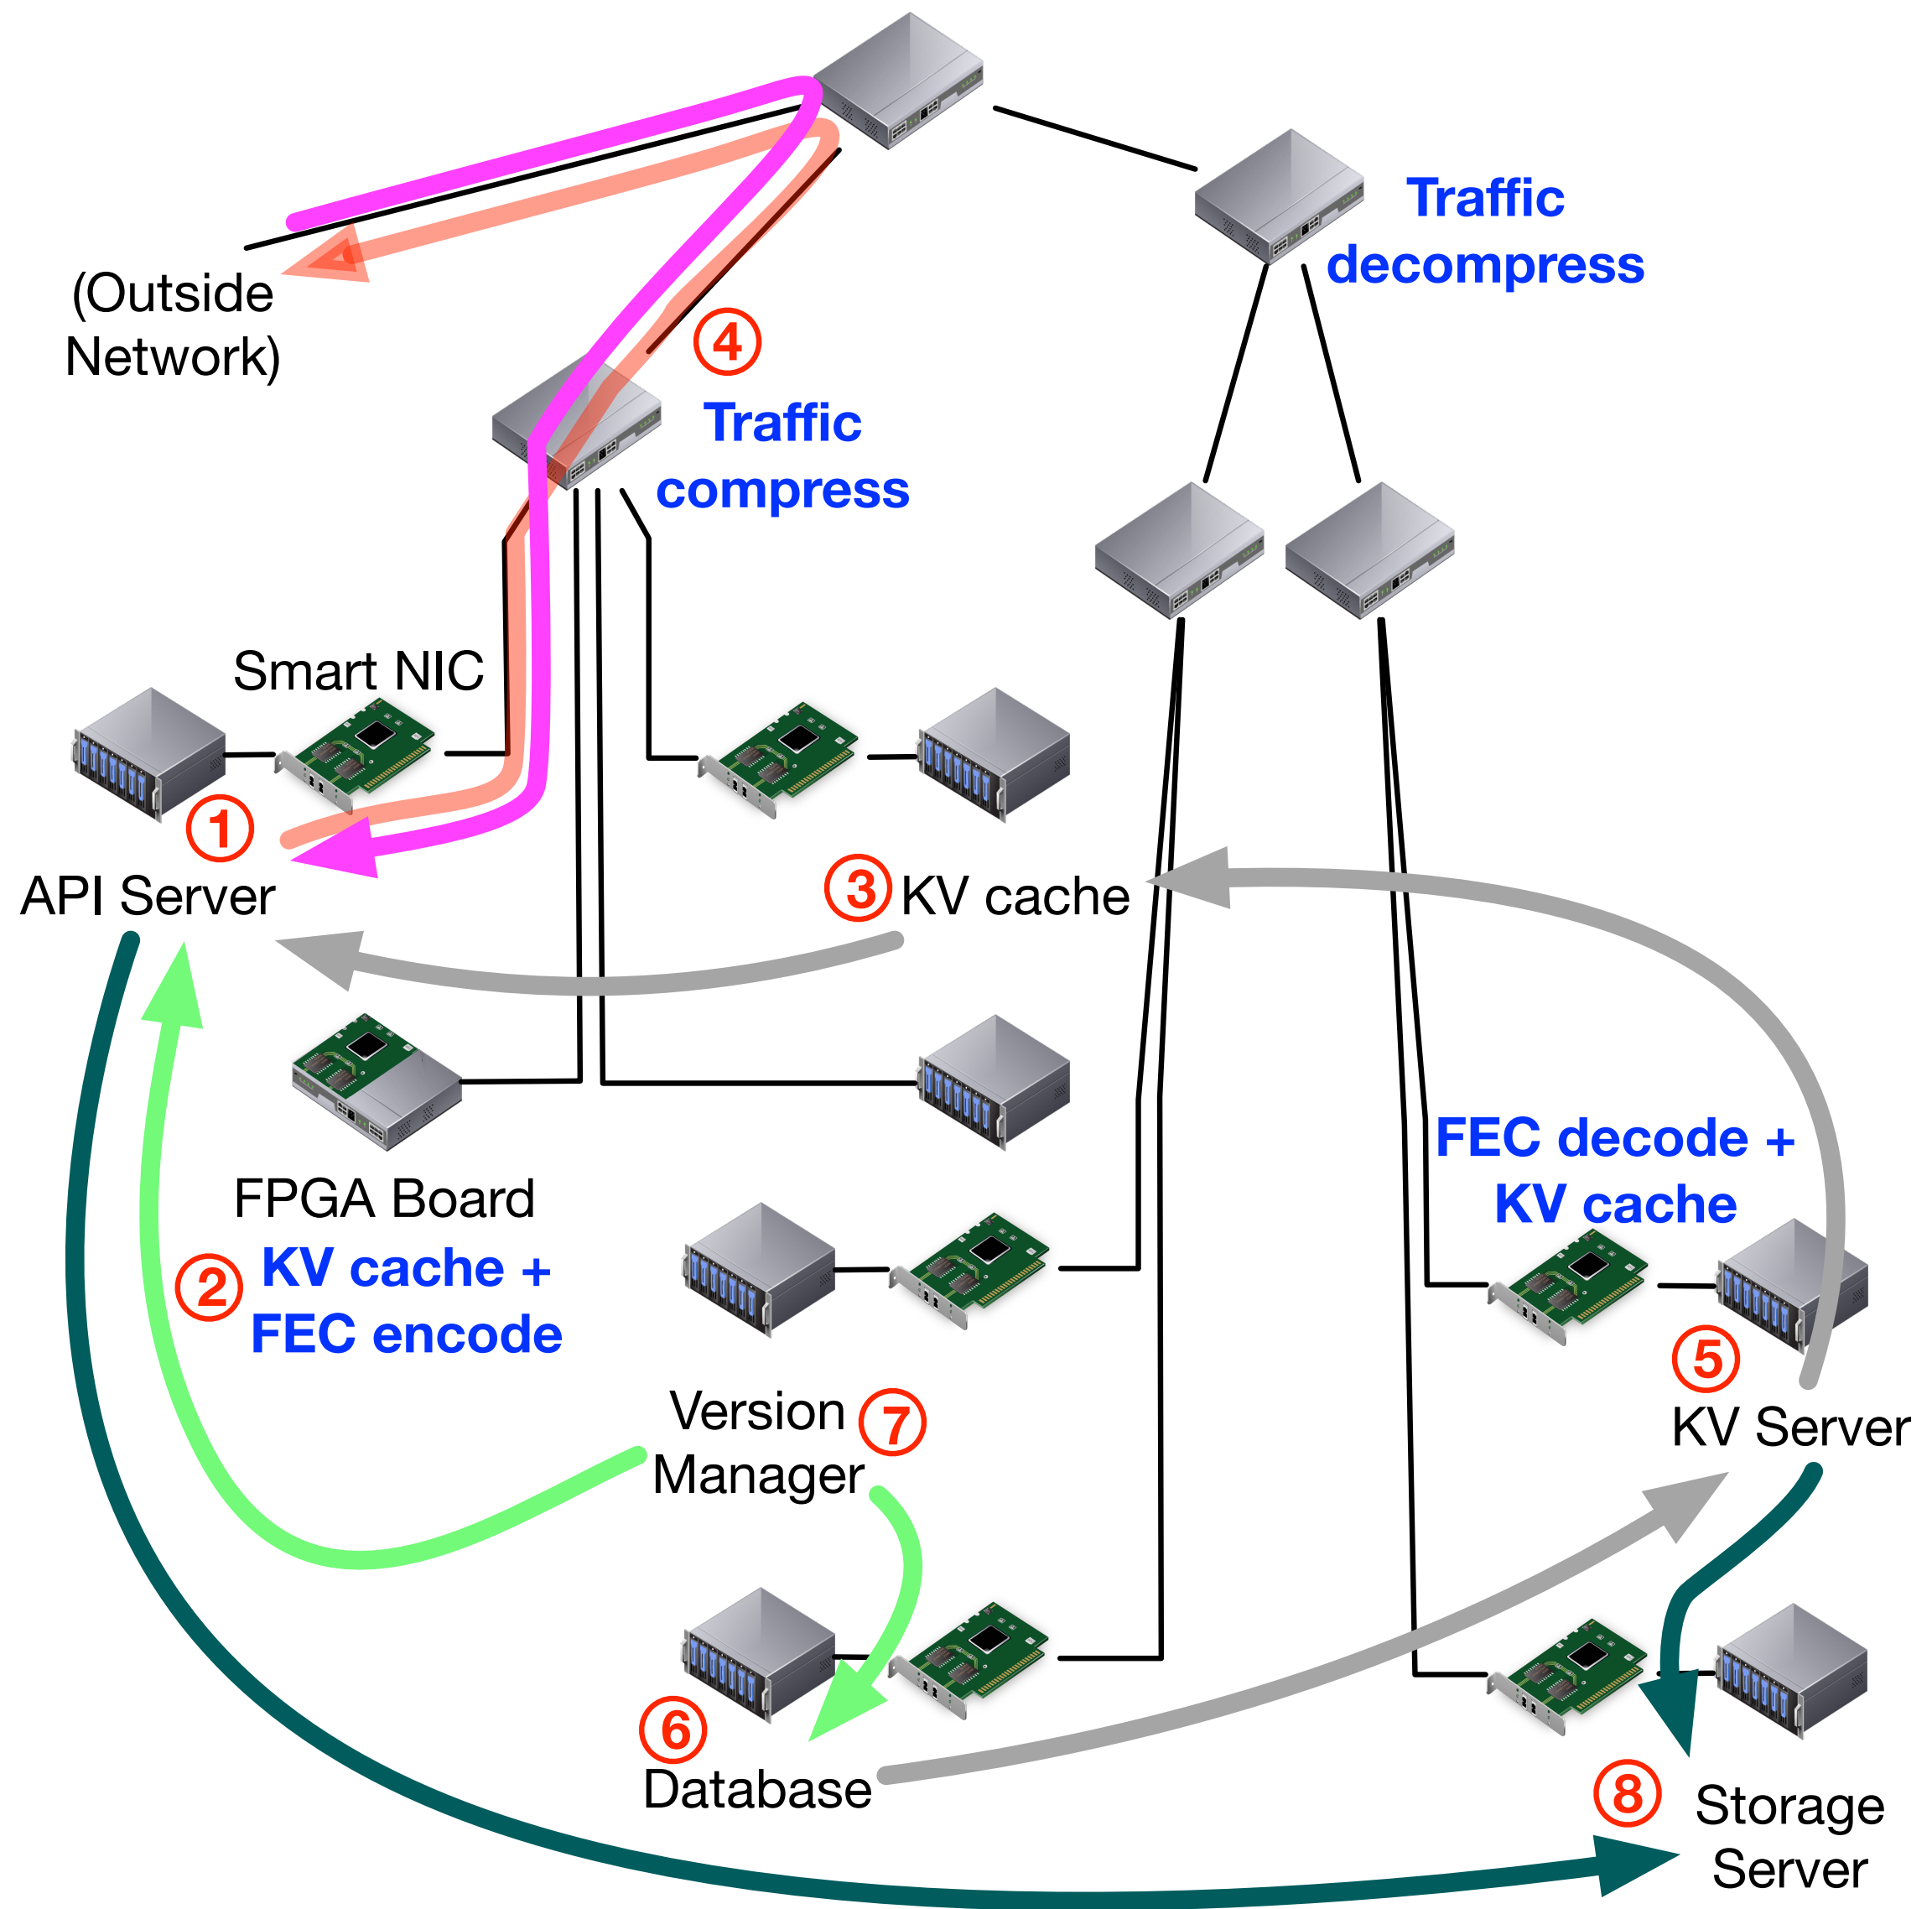 Traffic
decompress
(Outside
Network)
4
Traffic
compress
Smart NIC
1
API Server
3 KV cache
FPGA Board
2 KV cache +
FEC encode
FEC decode +
KV cache
5
KV Server
Version 7
Manager
6
Database
8 Storage
Server